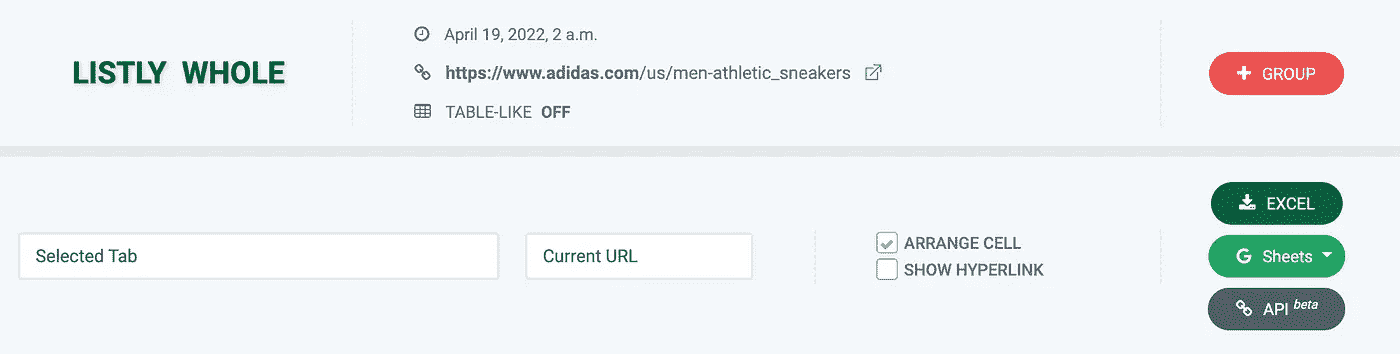 LISTLY WHOLE
April 19, 2022, 2 a.m.
https://www.adidas.com/us/men-athletic_sneakers
TABLE-LIKE OFF
GROUP
Selected Tab
Current URL
ARRANGE CELL
SHOW HYPERLINK
EXCEL
G Sheets
API beta